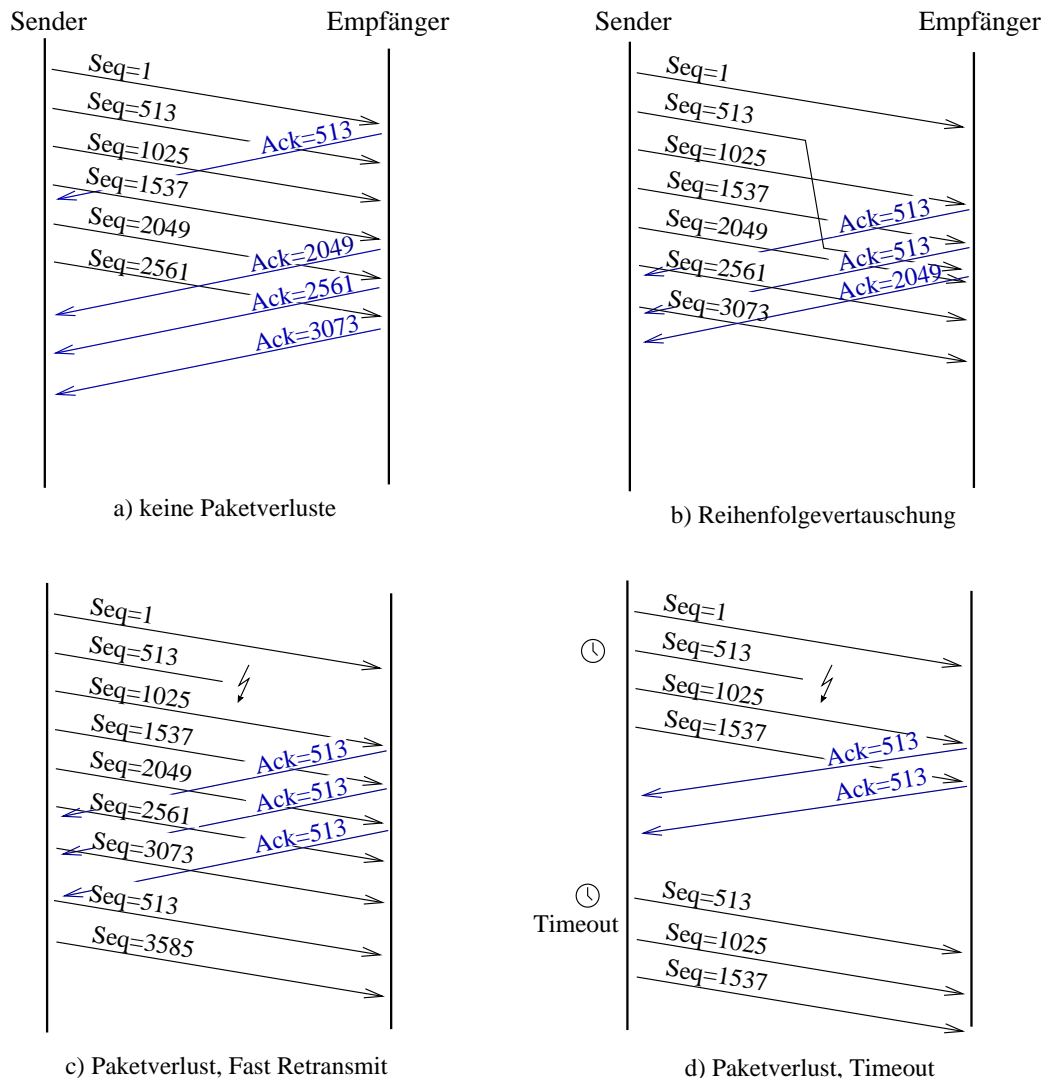 Sender
Empfänger
Seq=1
Seq=513
Ack=513
Seq=1025
Seq=1537
Seq=2049
Ack=2049
Seq=2561
Ack=2561
Ack=3073
a) keine Paketverluste
Sender
Empfänger
Seq=1
Seq=513
Seq=1025
Seq=1537
Ack=513
Seq=2049
Ack=513
Seq=2561
Ack=2049
Seq=3073
b) Reihenfolgevertauschung
Seq=1
Seq=513
Seq=1025
Seq=1537
Ack=513
Seq=2049
Ack=513
Seq=2561
Ack=513
Seq=3073
Seq=513
Seq=3585
c) Paketverlust, Fast Retransmit
Seq=1
Seq=513
Seq=1025
Seq=1537
Ack=513
Ack=513
Timeout
Seq=513
Seq=1025
Seq=1537
d) Paketverlust, Timeout